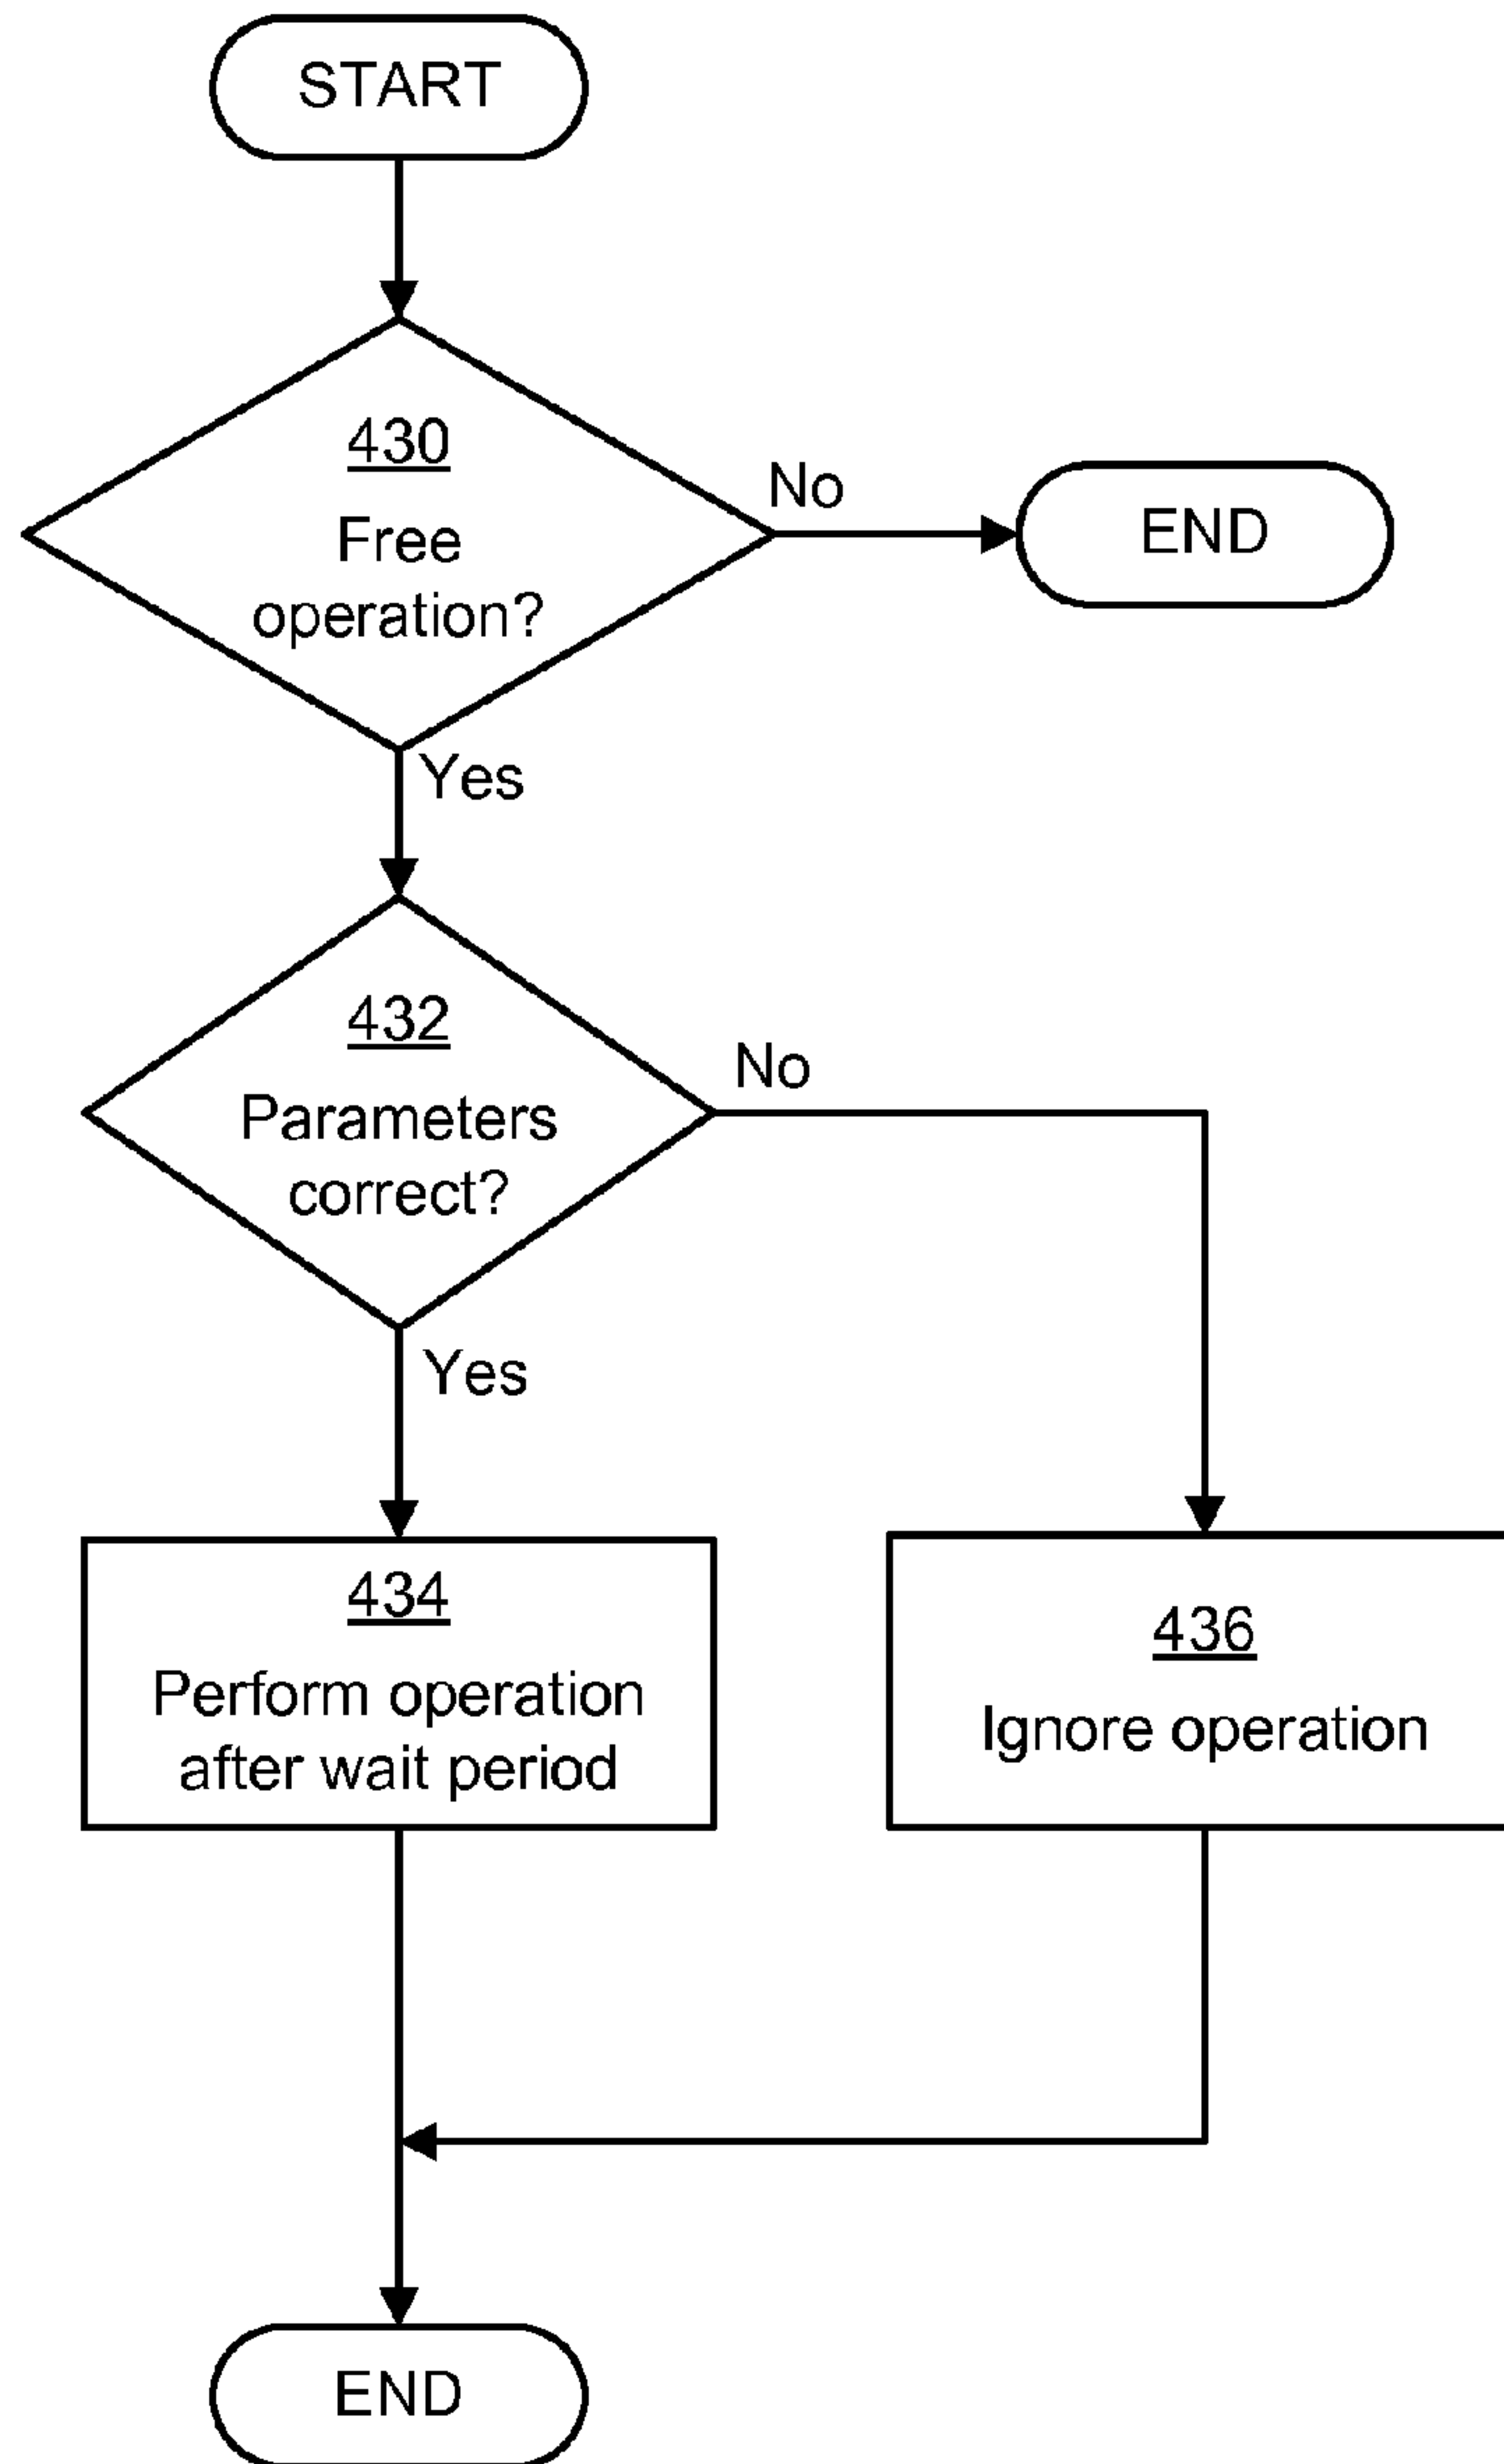 START
430
Free
operation?
No
END
Yes
432
Parameters
correct?
No
Yes
434
Perform operation
after wait period
436
Ignore operation
END